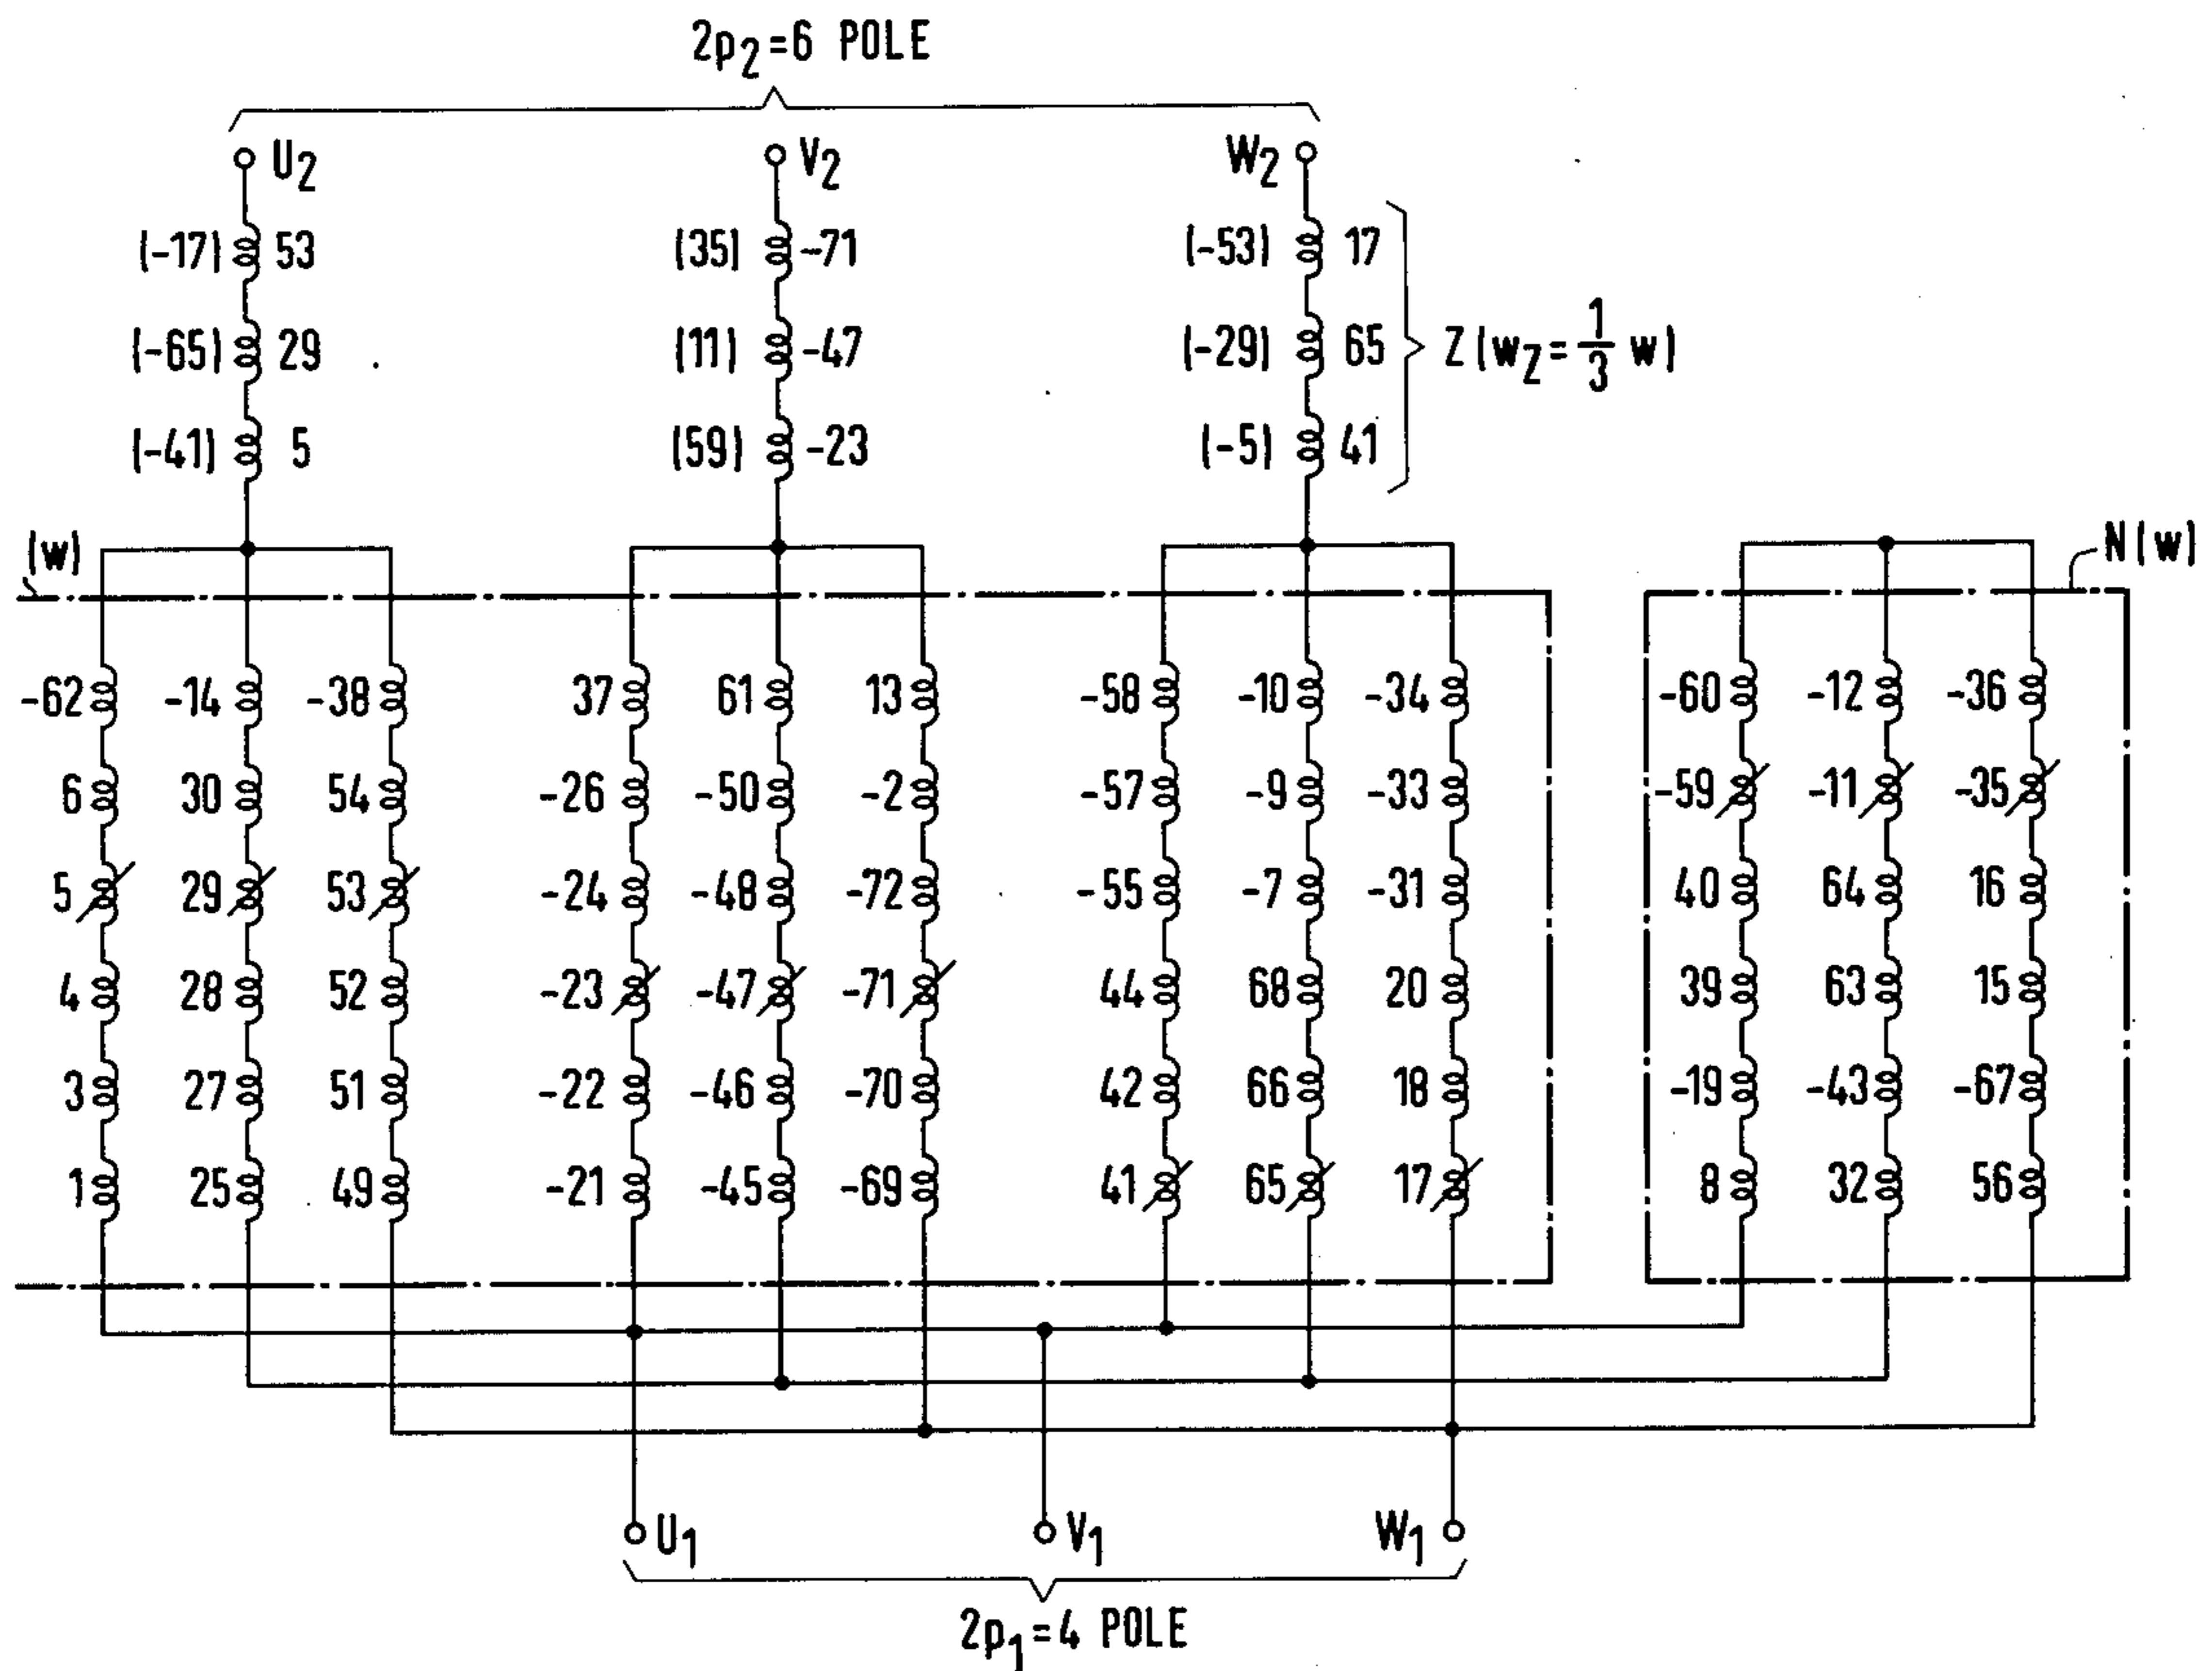 2p2=6 POLE
U2 V2 W2
(-17) 53 (35) -71 (-53) 17
(-65) 29 (11) -47 (-29) 65 Z(wZ=1/3 w)
(-41) 5 (59) -23 (-5) 41
(w) N(w)
-62 -14 -38 37 61 13 -58 -10 -34 -60 -12 -36
6 30 54 -26 -50 -2 -57 -9 -33 -59 -11 -35
5 29 53 -24 -48 -72 -55 -7 -31 40 64 16
4 28 52 -23 -47 -71 44 68 20 39 63 15
3 27 51 -22 -46 -70 42 66 18 -19 -43 -67
1 25 49 -21 -45 -69 41 65 17 8 32 56
U1 V1 W1
2p1=4 POLE